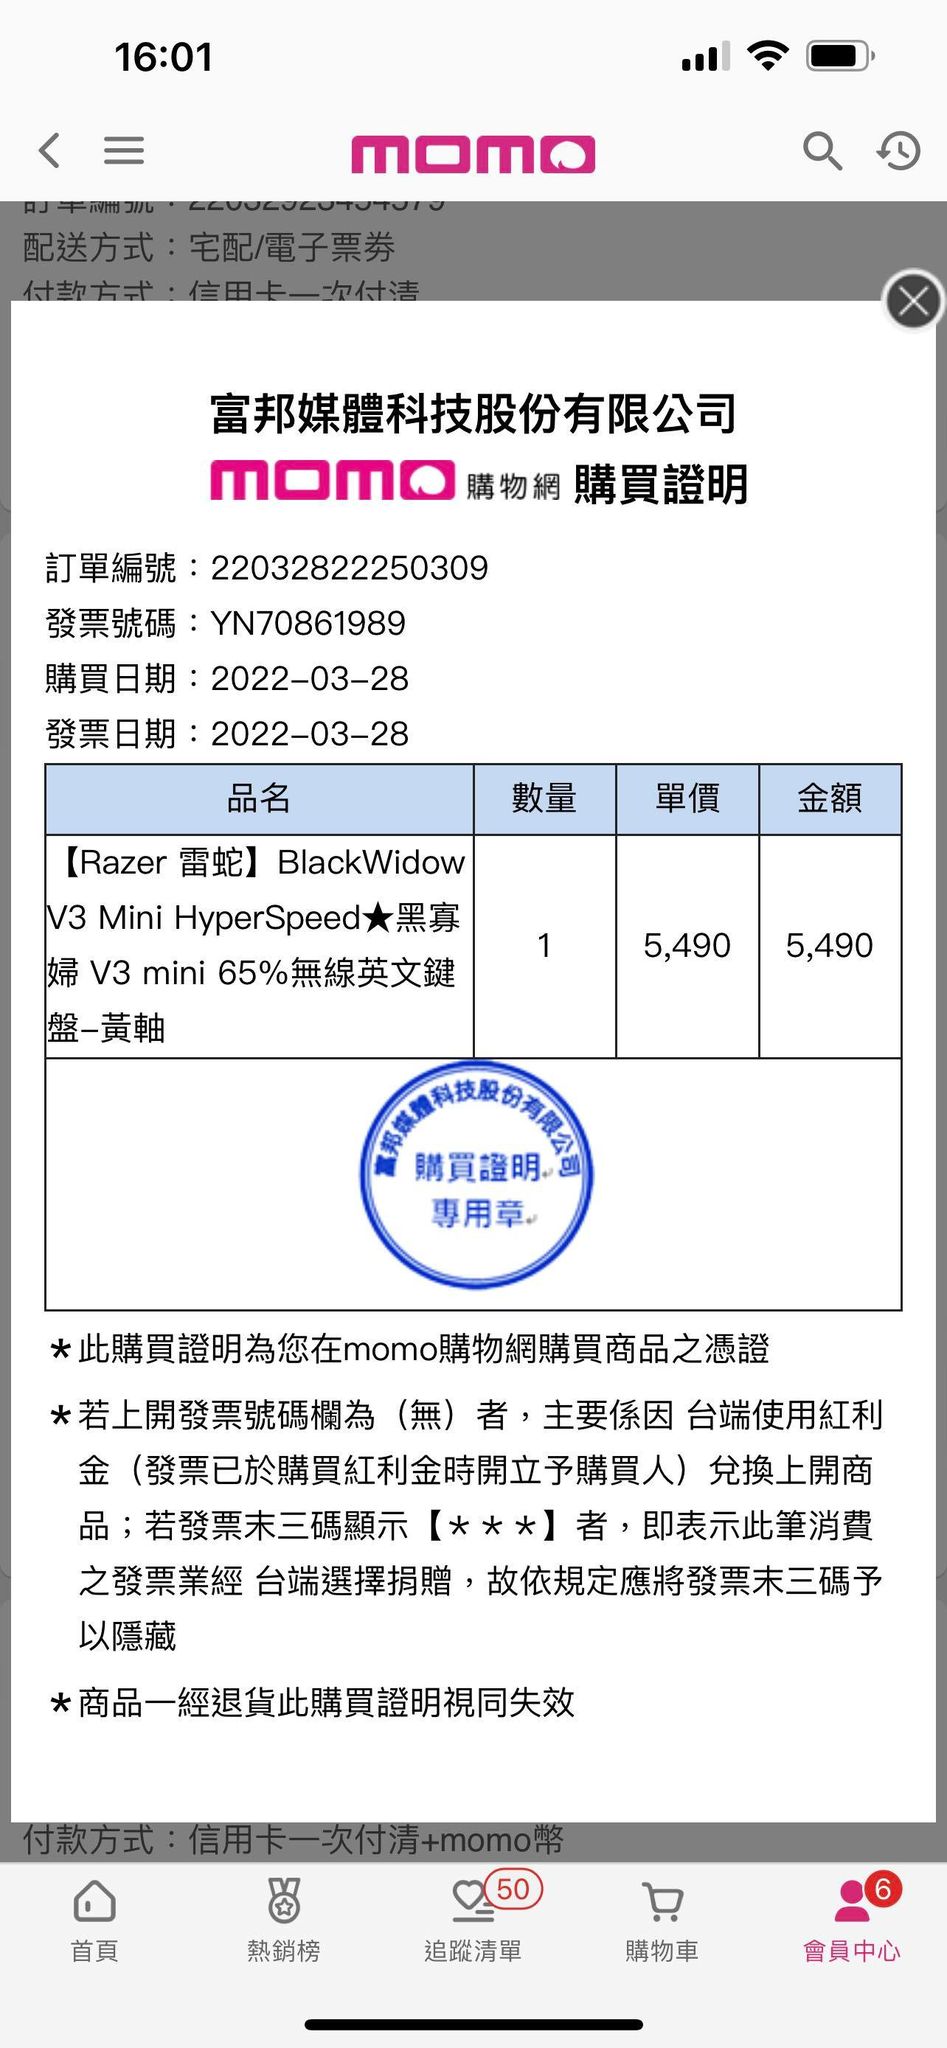 16:01
momo
配送方式：宅配/電子票券
付款方式：信用卡一次付清
富邦媒體科技股份有限公司
momo 購物網 購買證明
訂單編號：22032822250309
發票號碼：YN70861989
購買日期：2022-03-28
發票日期：2022-03-28
品名 數量 單價 金額
【Razer 雷蛇】BlackWidow
V3 Mini HyperSpeed★黑寡
婦 V3 mini 65%無線英文鍵
盤-黃軸
1 5,490 5,490
富邦媒體科技股份有限公司
購買證明
專用章
*此購買證明為您在momo購物網購買商品之憑證
*若上開發票號碼欄為（無）者，主要係因 台端使用紅利
金（發票已於購買紅利金時開立予購買人）兌換上開商
品；若發票末三碼顯示【***】者，即表示此筆消費
之發票業經 台端選擇捐贈，故依規定應將發票末三碼予
以隱藏
*商品一經退貨此購買證明視同失效
付款方式：信用卡一次付清+momo幣
50
6
首頁 熱銷榜 追蹤清單 購物車 會員中心